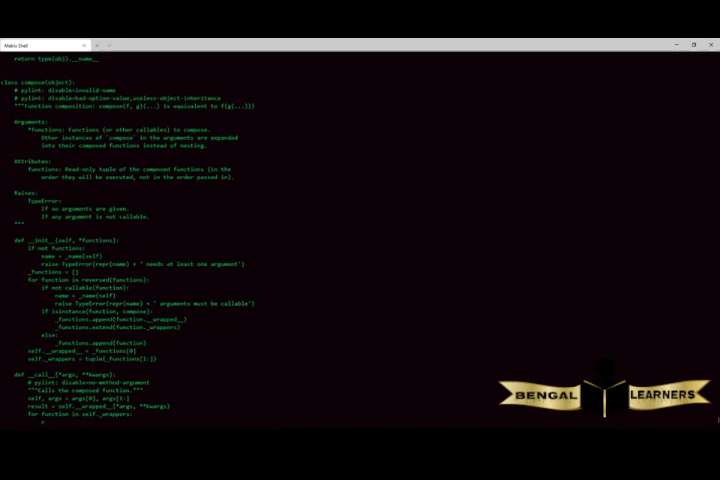 Matrix Shell
return type(obj).__name__
class compose(object):
# pylint: disable=invalid-name
# pylint: disable=bad-option-value,useless-object-inheritance
"""Function composition: compose(f, g)(...) is equivalent to f(g(...)))
Arguments:
*functions: functions (or other callables) to compose.
Other instances of `compose` in the arguments are expanded
into their composed functions instead of nesting.
Attributes:
functions: Read-only tuple of the composed functions (in the
order they will be executed, not in the order passed in).
Raises:
TypeError:
If no arguments are given.
If any argument is not callable.
"""
def __init__(self, *functions):
if not functions:
name = _name(self)
raise TypeError(repr(name) + ' needs at least one argument')
_functions = []
for function in reversed(functions):
if not callable(function):
name = _name(self)
raise TypeError(repr(name) + ' arguments must be callable')
if isinstance(function, compose):
_functions.append(function.__wrapped__)
_functions.extend(function._wrappers)
else:
_functions.append(function)
self.__wrapped__ = _functions[0]
self._wrappers = tuple(_functions[1:])
def __call__(*args, **kwargs):
# pylint: disable=no-method-argument
"""Calls the composed function."""
self, args = args[0], args[1:]
result = self.__wrapped__(*args, **kwargs)
for function in self._wrappers:
r
BENGAL LEARNERS